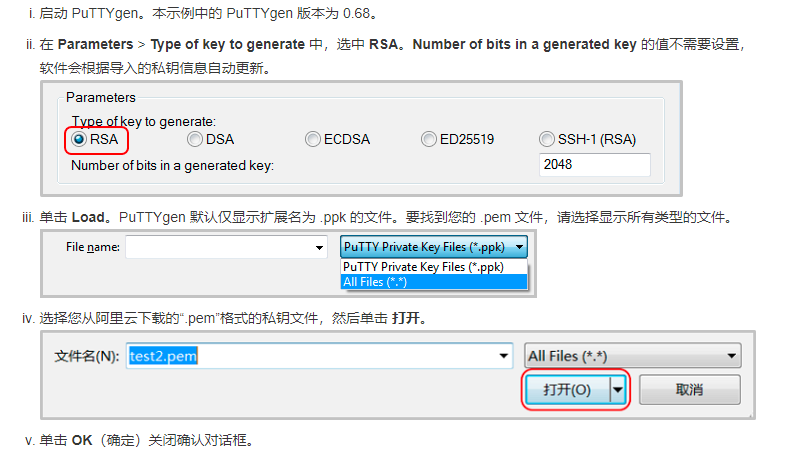 i. 启动 PuTTYgen。本示例中的 PuTTYgen 版本为 0.68。
ii. 在 Parameters > Type of key to generate 中，选中 RSA。Number of bits in a generated key 的值不需要设置，
软件会根据导入的私钥信息自动更新。
Parameters
Type of key to generate:
RSA DSA ECDSA ED25519 SSH-1 (RSA)
Number of bits in a generated key: 2048
iii. 单击 Load。PuTTYgen 默认仅显示扩展名为 .ppk 的文件。要找到您的 .pem 文件，请选择显示所有类型的文件。
File name: PuTTY Private Key Files (*.ppk)
PuTTY Private Key Files (*.ppk)
All Files (*.*)
iv. 选择您从阿里云下载的“.pem”格式的私钥文件，然后单击 打开。
文件名(N): test2.pem All Files (*.*)
打开(O) 取消
v. 单击 OK（确定）关闭确认对话框。